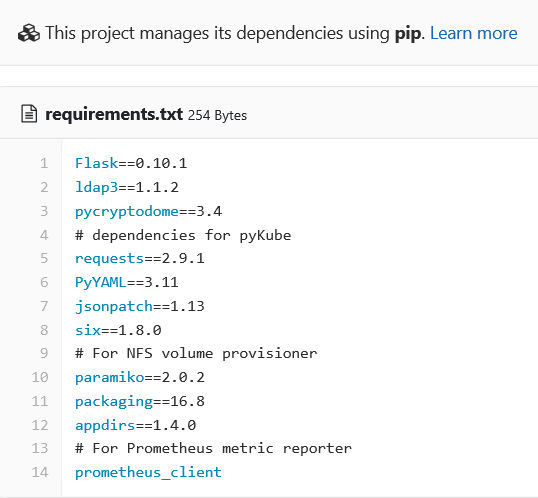 This project manages its dependencies using pip. Learn more
requirements.txt 254 Bytes
1 Flask==0.10.1
2 ldap3==1.1.2
3 pycryptodome==3.4
4 # dependencies for pyKube
5 requests==2.9.1
6 PyYAML==3.11
7 jsonpatch==1.13
8 six==1.8.0
9 # For NFS volume provisioner
10 paramiko==2.0.2
11 packaging==16.8
12 appdirs==1.4.0
13 # For Prometheus metric reporter
14 prometheus_client